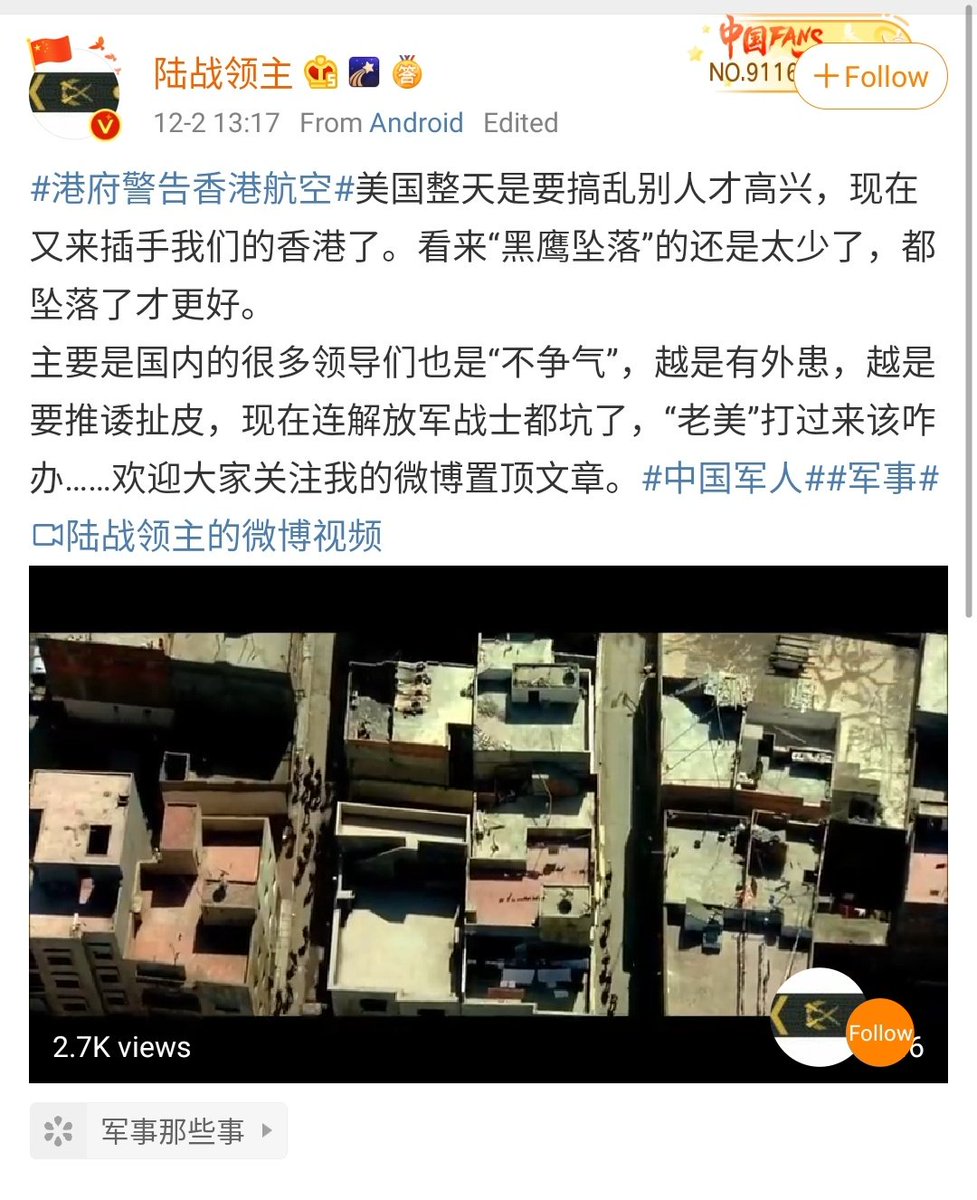 中国FANS
陆战领主
NO.9116
+Follow
12-2 13:17 From Android Edited
#港府警告香港航空#美国整天是要搞乱别人才高兴，现在
又来插手我们的香港了。看来“黑鹰坠落”的还是太少了，都
坠落了才更好。
主要是国内的很多领导们也是“不争气”，越是有外患，越是
要推诿扯皮，现在连解放军战士都坑了，“老美”打过来该咋
办……欢迎大家关注我的微博置顶文章。#中国军人##军事#
陆战领主的微博视频
2.7K views
Follow
6
军事那些事